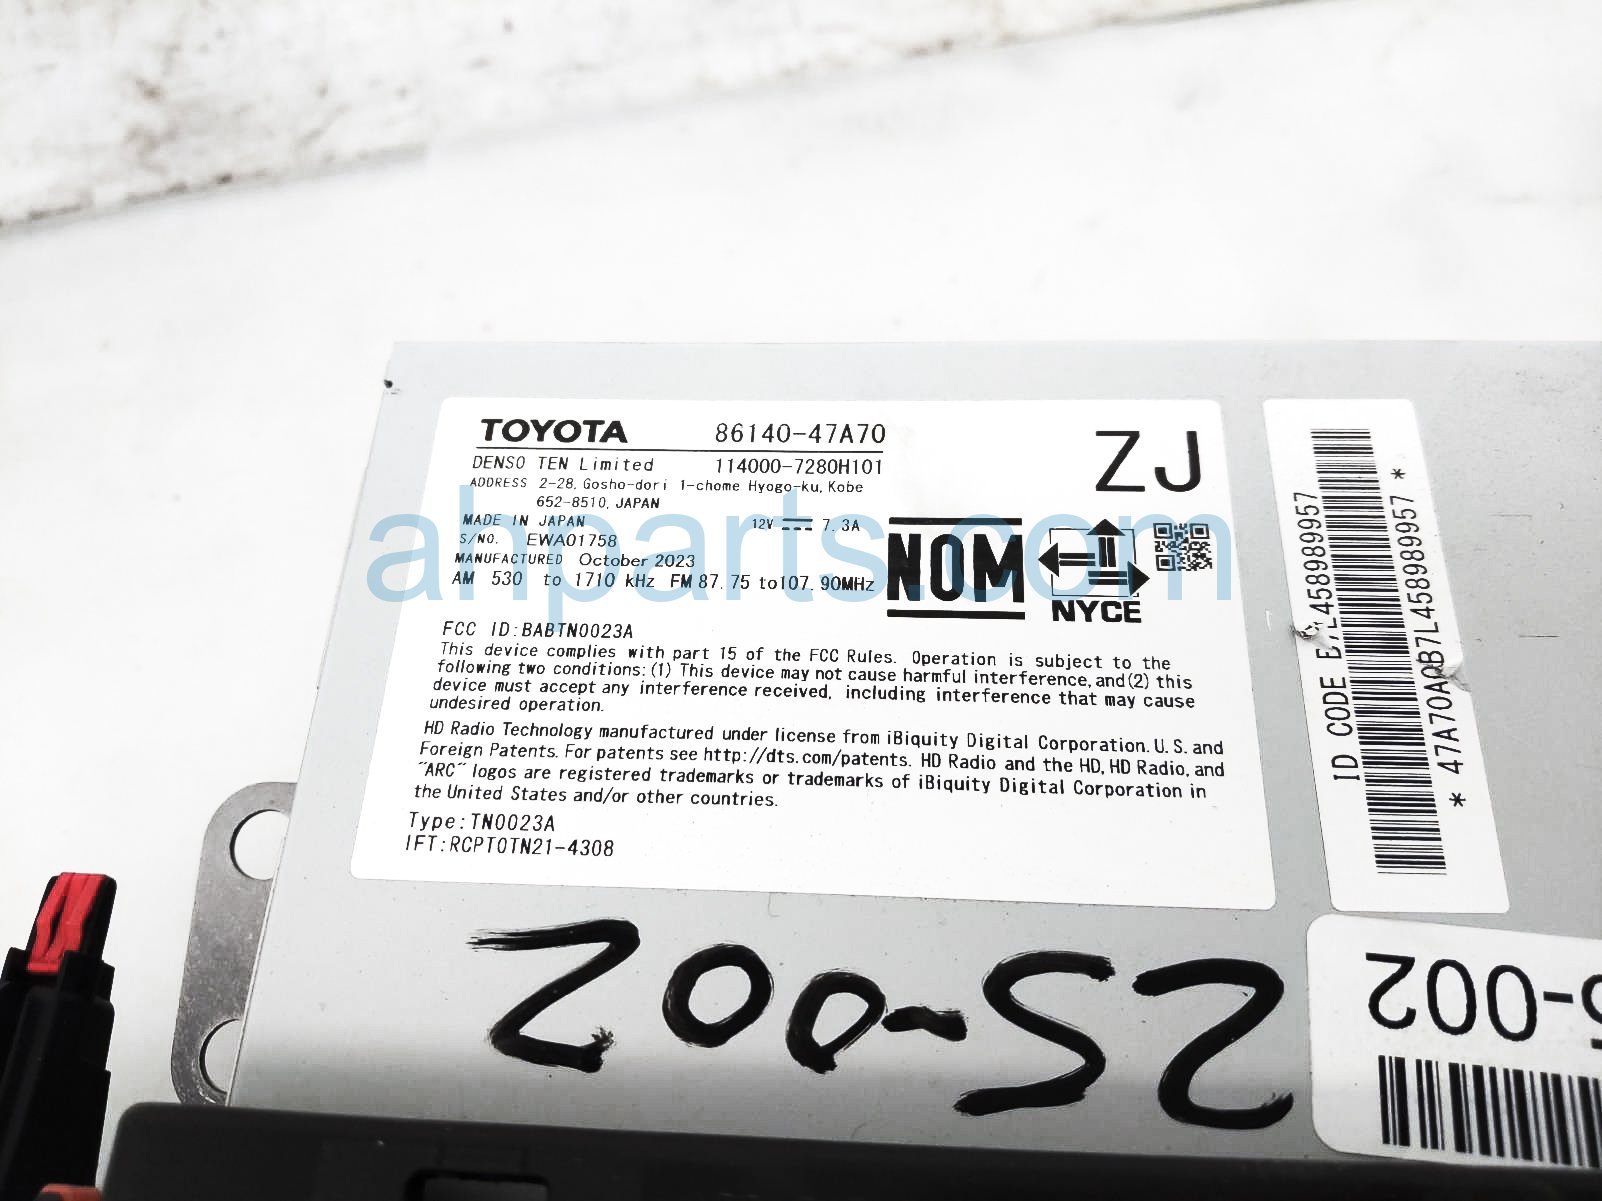 TOYOTA 86140-47A70
DENSO TEN Limited 114000-7280H101
ADDRESS 2-28, Gosho-dori 1-chome Hyogo-ku, Kobe
652-8510, JAPAN
MADE IN JAPAN 12V 7.3A
S/NO. EWA01758
MANUFACTURED October 2023
AM 530 to 1710 kHz FM 87.75 to107.90MHz
ZJ
NOM
NYCE
FCC ID:BABTN0023A
This device complies with part 15 of the FCC Rules. Operation is subject to the
following two conditions:(1) This device may not cause harmful interference,and(2) this
device must accept any interference received, including interference that may cause
undesired operation.
HD Radio Technology manufactured under license from iBiquity Digital Corporation.U.S.and
Foreign Patents. For patents see http://dts.com/patents. HD Radio and the HD,HD Radio,and
"ARC" logos are registered trademarks or trademarks of iBiquity Digital Corporation in
the United States and/or other countries.
Type:TN0023A
IFT:RCPT0TN21-4308
ahparts.com
ID CODE B7L458989957
* 47A70A0B7L458989957 *
25-002
5-002